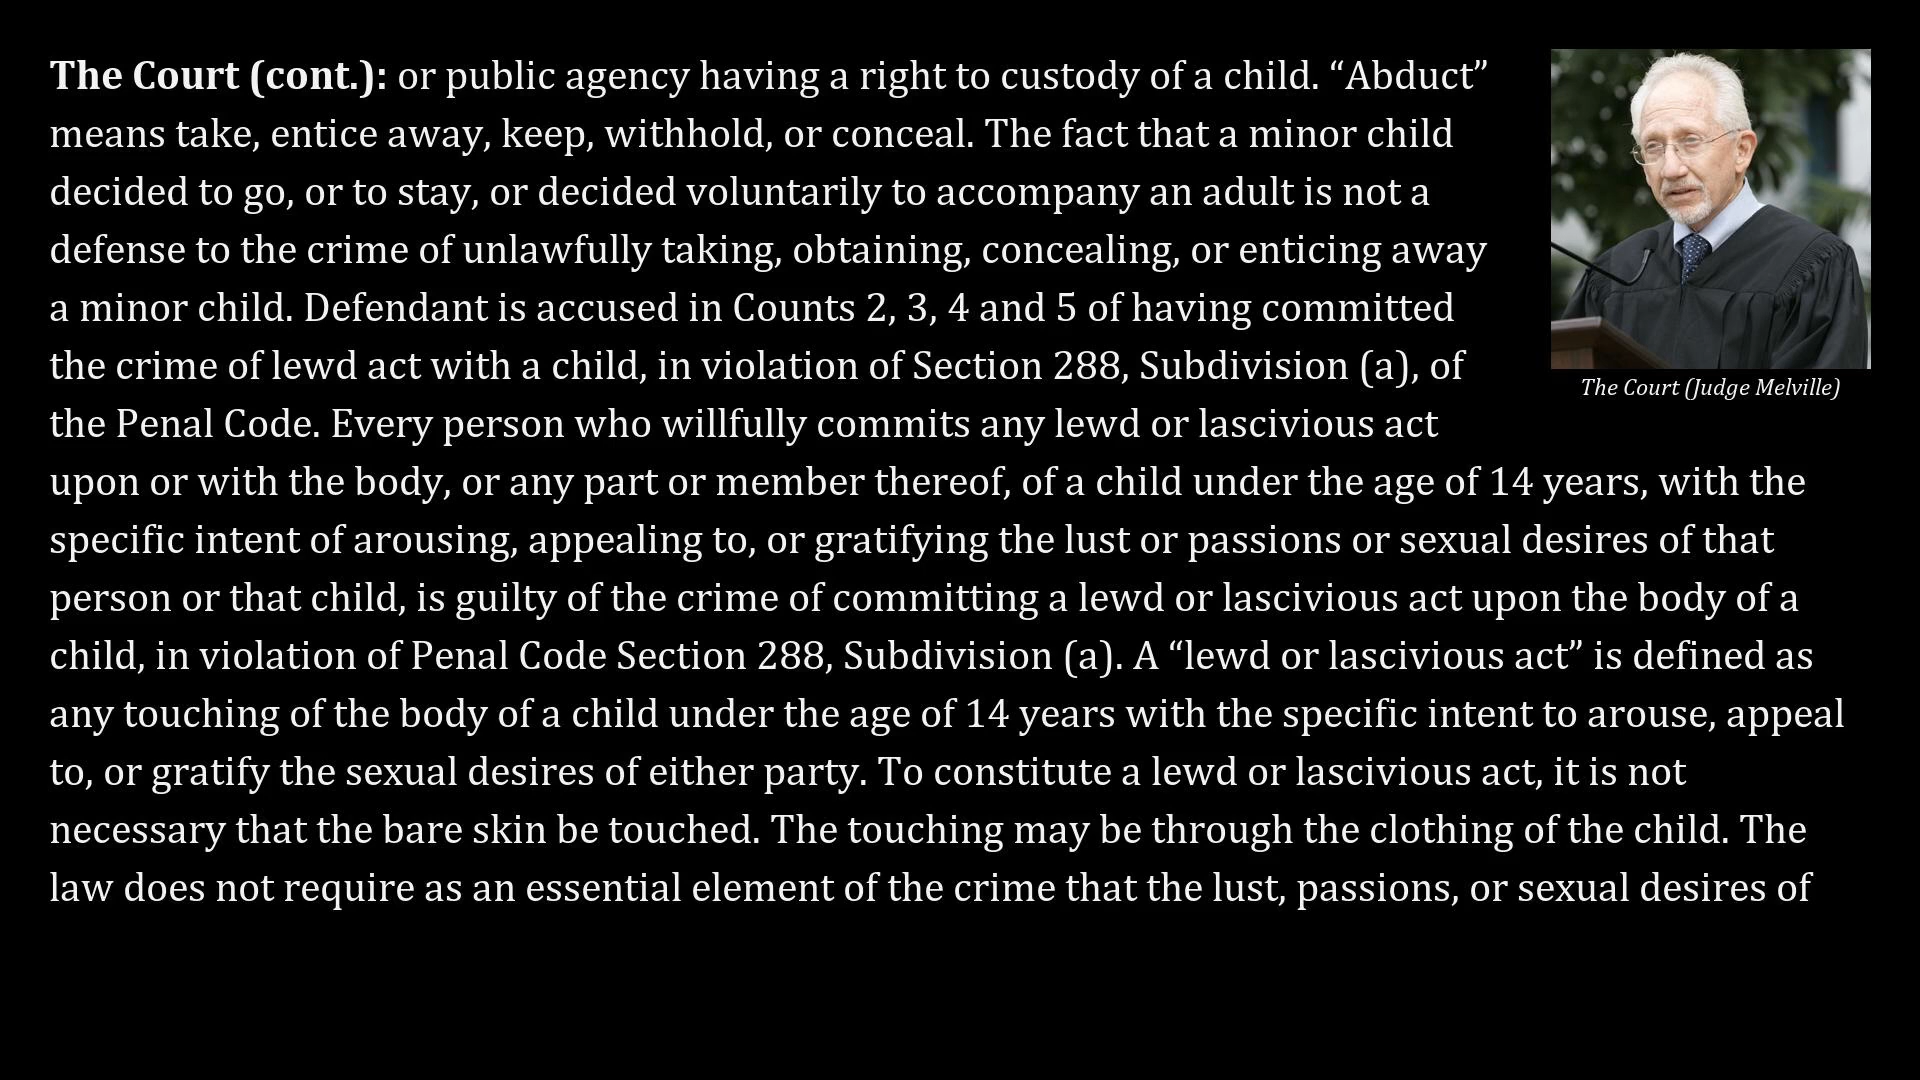 The Court (cont.): or public agency having a right to custody of a child. “Abduct”
means take, entice away, keep, withhold, or conceal. The fact that a minor child
decided to go, or to stay, or decided voluntarily to accompany an adult is not a
defense to the crime of unlawfully taking, obtaining, concealing, or enticing away
a minor child. Defendant is accused in Counts 2, 3, 4 and 5 of having committed
the crime of lewd act with a child, in violation of Section 288, Subdivision (a), of
the Penal Code. Every person who willfully commits any lewd or lascivious act
upon or with the body, or any part or member thereof, of a child under the age of 14 years, with the
specific intent of arousing, appealing to, or gratifying the lust or passions or sexual desires of that
person or that child, is guilty of the crime of committing a lewd or lascivious act upon the body of a
child, in violation of Penal Code Section 288, Subdivision (a). A “lewd or lascivious act” is defined as
any touching of the body of a child under the age of 14 years with the specific intent to arouse, appeal
to, or gratify the sexual desires of either party. To constitute a lewd or lascivious act, it is not
necessary that the bare skin be touched. The touching may be through the clothing of the child. The
law does not require as an essential element of the crime that the lust, passions, or sexual desires of
The Court (Judge Melville)